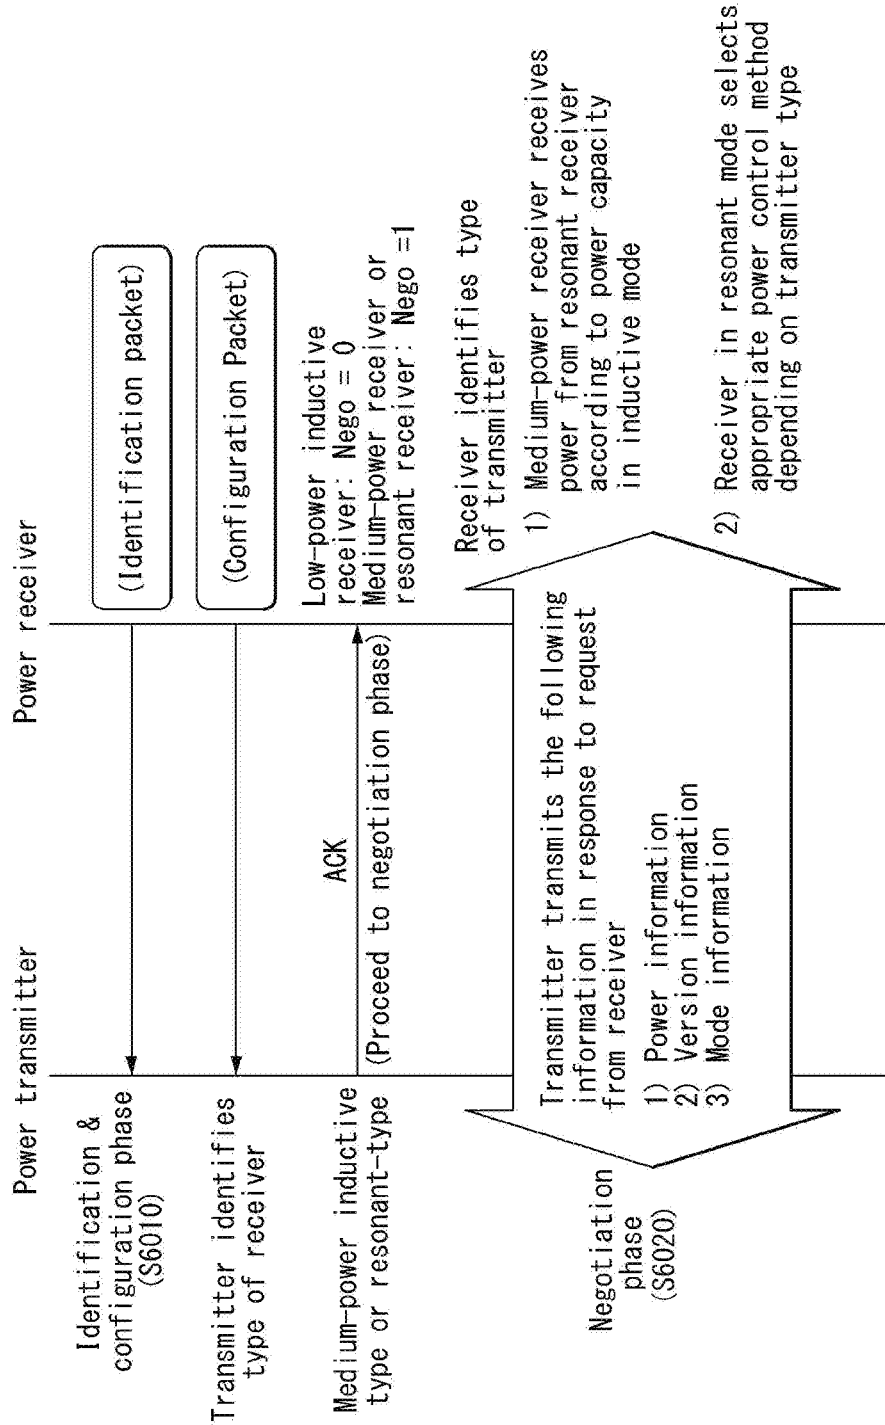 Power transmitter
Power receiver
Identification &
configuration phase
(S6010)
(Identification packet)
Transmitter identifies
type of receiver
(Configuration Packet)
Medium-power inductive
type or resonant-type
ACK
(Proceed to negotiation phase)
Low-power inductive
receiver: Nego = 0
Medium-power receiver or
resonant receiver: Nego =1
Negotiation
phase
(S6020)
Transmitter transmits the following
information in response to request
from receiver
1) Power information
2) Version information
3) Mode information
Receiver identifies type
of transmitter
1) Medium-power receiver receives
power from resonant receiver
according to power capacity
in inductive mode
2) Receiver in resonant mode selects
appropriate power control method
depending on transmitter type